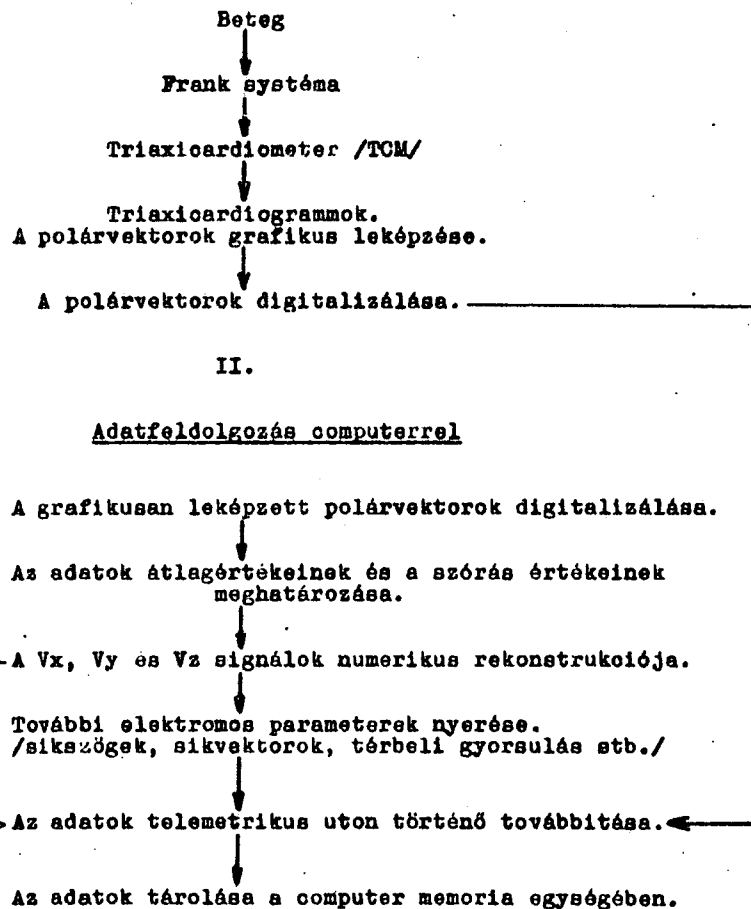 Beteg
Frank systéma
Triaxicardiometer /TCM/
Triaxicardiogrammok.
A polárvektorok grafikus leképzése.
A polárvektorok digitalizálása.
II.
Adatfeldolgozás computerrel
A grafikusan leképzett polárvektorok digitalizálása.
Az adatok átlagértékeinek és a szórás értékeinek
meghatározása.
A Vx, Vy és Vz signálok numerikus rekonstrukciója.
További elektromos parameterek nyerése.
/sikszögek, sikvektorok, térbeli gyorsulás stb./
Az adatok telemetrikus uton történő továbbitása.
Az adatok tárolása a computer memoria egységében.